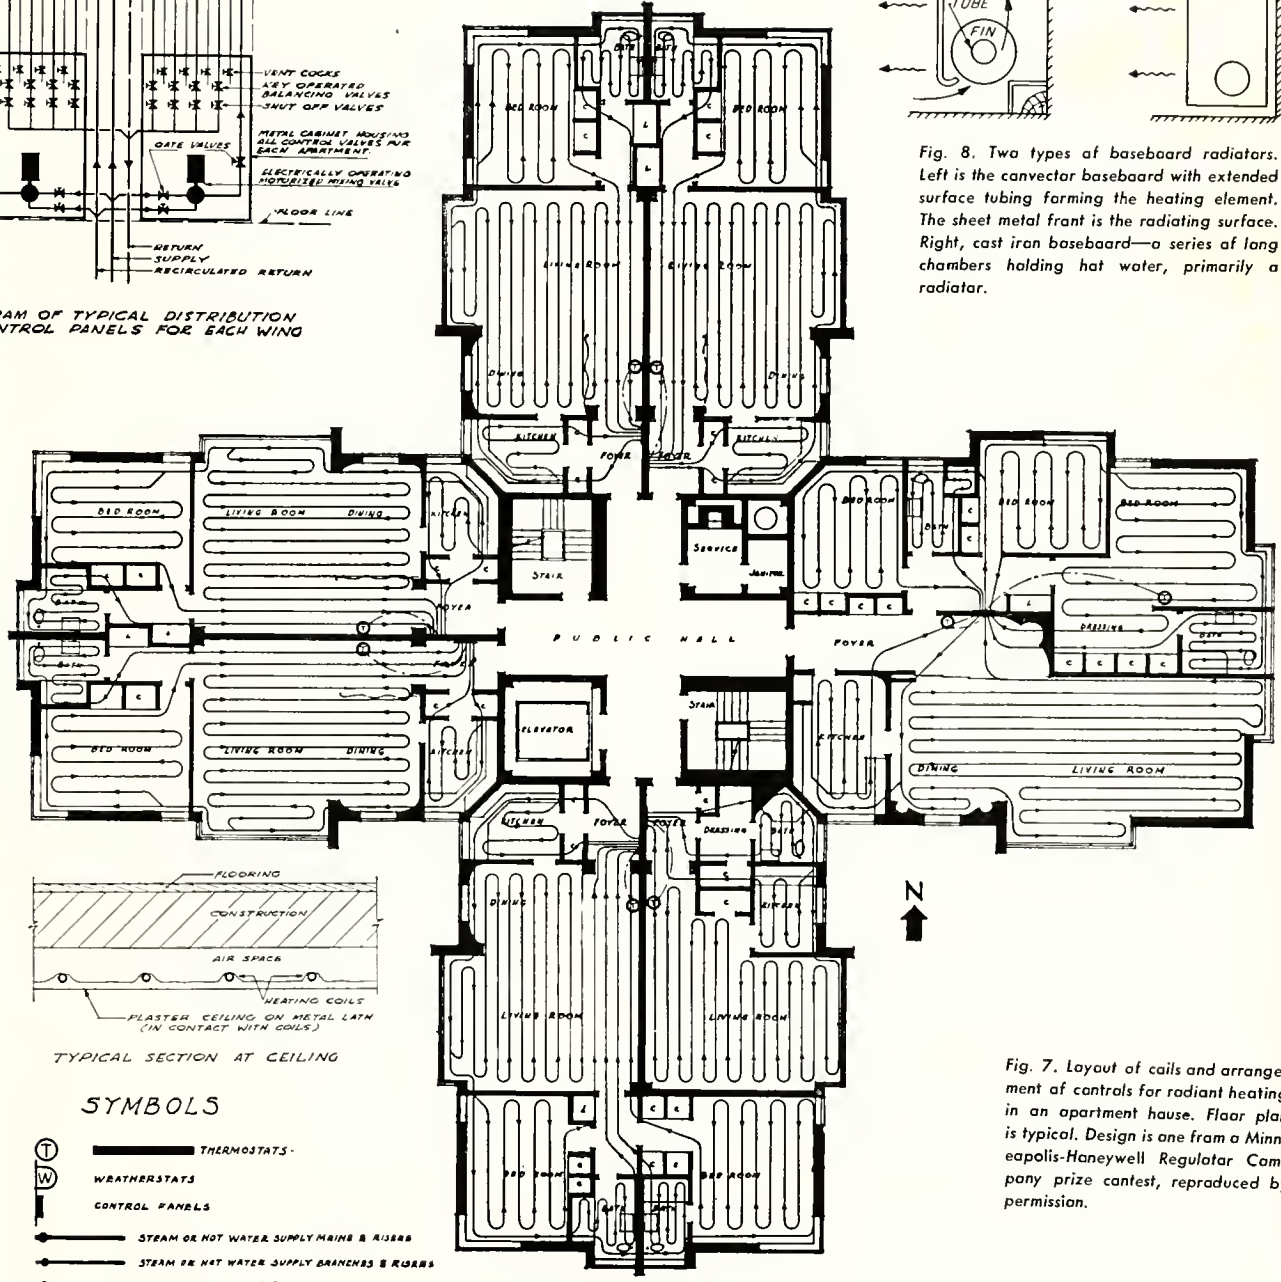 VENT COCKS
KEY OPERATED
BALANCING VALVES
SHUT OFF VALVES
GATE VALVES
METAL CABINET HOUSING
ALL CONTROL VALVES FOR
EACH APARTMENT.
ELECTRICALLY OPERATING
MOTORIZED MIXING VALVE
FLOOR LINE
RETURN
SUPPLY
RECIRCULATED RETURN
AM OF TYPICAL DISTRIBUTION
NTROL PANELS FOR EACH WING
TUBE
FIN
Fig. 8. Two types of baseboard radiators.
Left is the convector baseboard with extended
surface tubing forming the heating element.
The sheet metal front is the radiating surface.
Right, cast iron baseboard—a series of long
chambers holding hot water, primarily a
radiator.
BATH
BATH
BED ROOM
BED ROOM
C
C
L
L
LIVING ROOM
LIVING ROOM
T
T
DINING
DINING
KITCHEN
KITCHEN
C
C
FOYER
FOYER
C
C
BED ROOM
LIVING ROOM
DINING
KITCHEN
C
C
C
C
BATH
FOYER
L
L
T
T
FOYER
BATH
C
C
C
BED ROOM
LIVING ROOM
DINING
KITCHEN
STAIR
SERVICE
JANITOR
PUBLIC HALL
ELEVATOR
STAIR
BED ROOM
BATH
C
C
BED ROOM
BED ROOM
C
C
C
C
L
T
T
FOYER
DRESSING
BATH
C
C
C
C
KITCHEN
DINING
LIVING ROOM
KITCHEN
C
C
FOYER
FOYER
C
DRESSING
BATH
DINING
T
T
C
C
KITCHEN
LIVING ROOM
LIVING ROOM
L
C
C
C
C
BED ROOM
BED ROOM
BATH
BATH
N
FLOORING
CONSTRUCTION
AIR SPACE
HEATING COILS
PLASTER CEILING ON METAL LATH
(IN CONTACT WITH COILS)
TYPICAL SECTION AT CEILING
SYMBOLS
T THERMOSTATS-
W WEATHERSTATS
CONTROL PANELS
STEAM OR HOT WATER SUPPLY MAINS & RISERS
STEAM OR HOT WATER SUPPLY BRANCHES & RISERS
Fig. 7. Layout of coils and arrange
ment of controls for radiant heating
in an apartment house. Floor plan
is typical. Design is one from a Minn
eapolis-Honeywell Regulator Com
pany prize contest, reproduced by
permission.